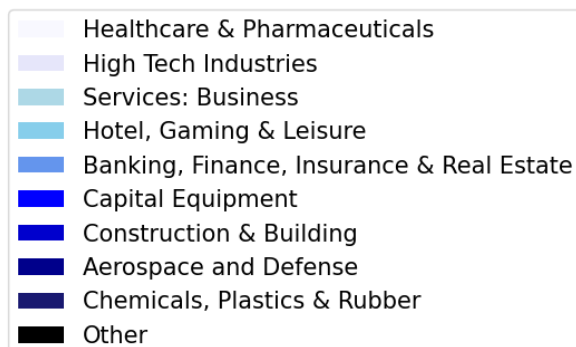 Healthcare & Pharmaceuticals
High Tech Industries
Services: Business
Hotel, Gaming & Leisure
Banking, Finance, Insurance & Real Estate
Capital Equipment
Construction & Building
Aerospace and Defense
Chemicals, Plastics & Rubber
Other